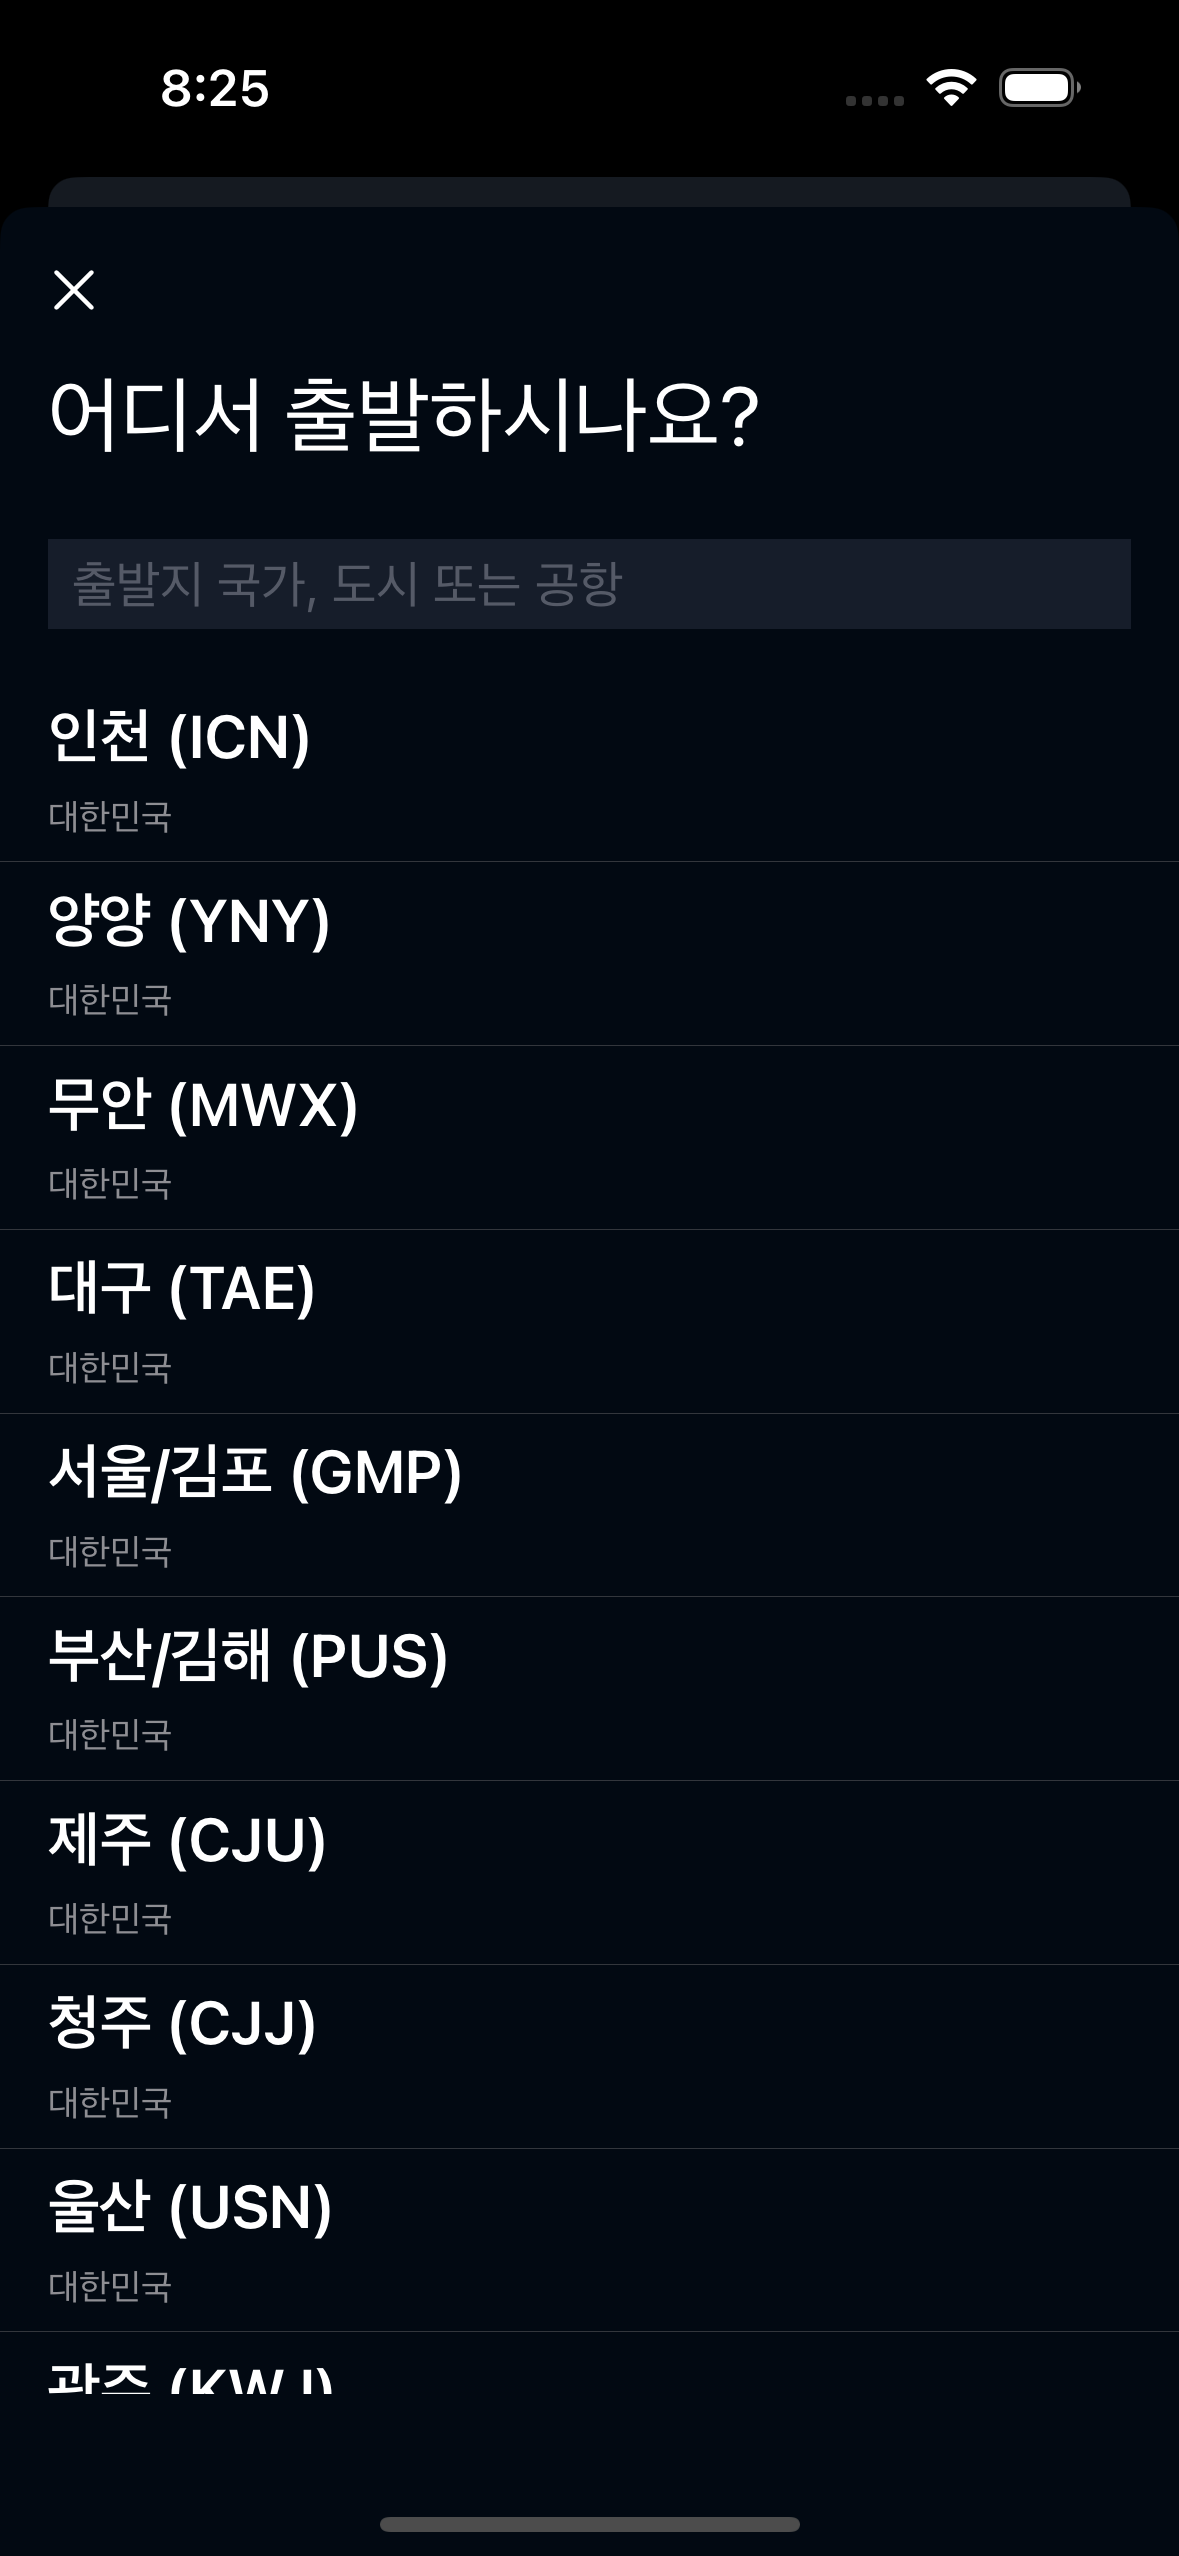 8:25
어디서 출발하시나요?
출발지 국가, 도시 또는 공항
인천 (ICN)
대한민국
양양 (YNY)
대한민국
무안 (MWX)
대한민국
대구 (TAE)
대한민국
서울/김포 (GMP)
대한민국
부산/김해 (PUS)
대한민국
제주 (CJU)
대한민국
청주 (CJJ)
대한민국
울산 (USN)
대한민국
광주 (KWJ)